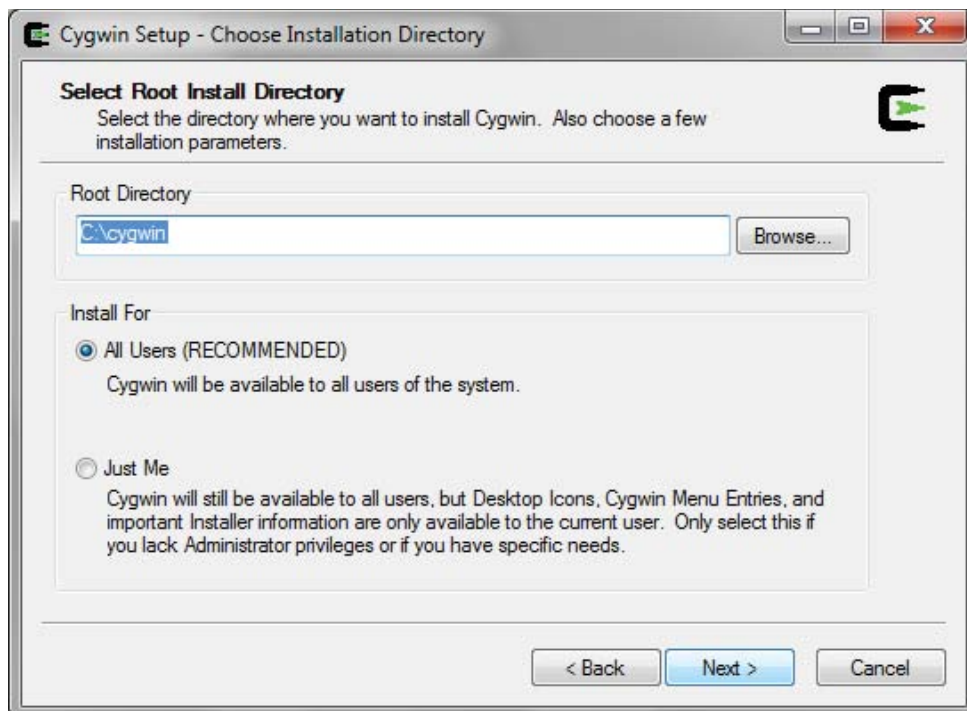 Cygwin Setup - Choose Installation Directory
Select Root Install Directory
Select the directory where you want to install Cygwin. Also choose a few
installation parameters.
Root Directory
C:\cygwin
Browse...
Install For
All Users (RECOMMENDED)
Cygwin will be available to all users of the system.
Just Me
Cygwin will still be available to all users, but Desktop Icons, Cygwin Menu Entries, and
important Installer information are only available to the current user. Only select this if
you lack Administrator privileges or if you have specific needs.
< Back
Next >
Cancel